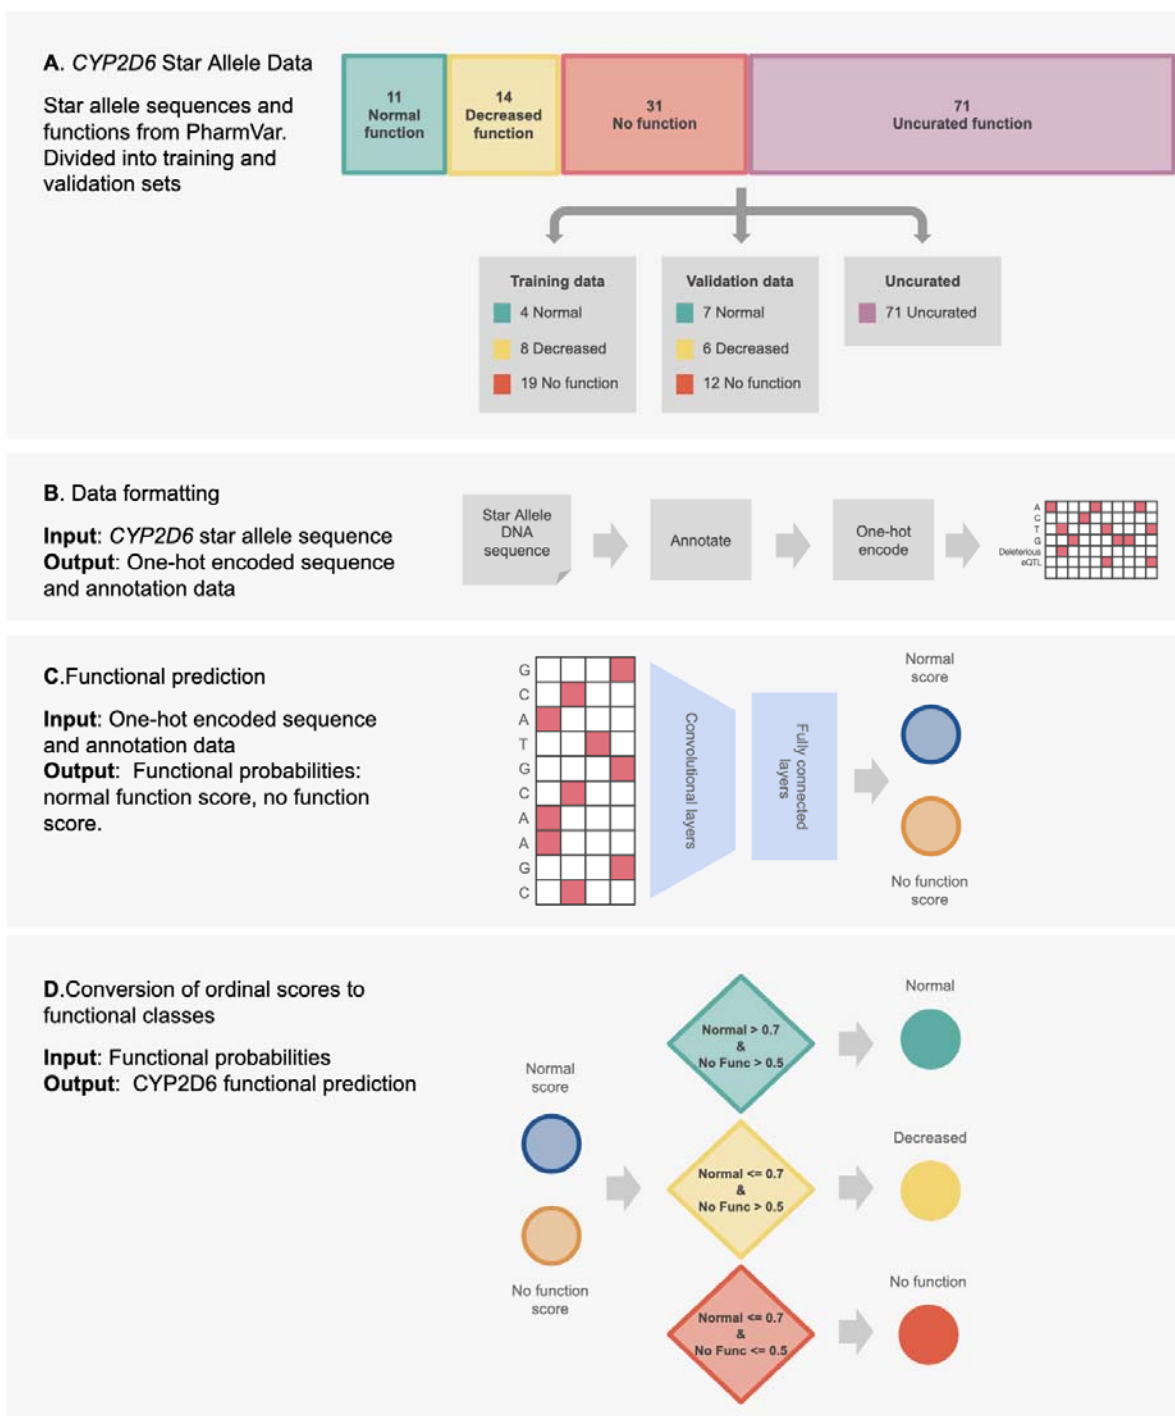 A. CYP2D6 Star Allele Data
Star allele sequences and
functions from PharmVar.
Divided into training and
validation sets
11
Normal
function
14
Decreased
function
31
No function
71
Uncurated function
Training data
4 Normal
8 Decreased
19 No function
Validation data
7 Normal
6 Decreased
12 No function
Uncurated
71 Uncurated
B. Data formatting
Input: CYP2D6 star allele sequence
Output: One-hot encoded sequence
and annotation data
Star Allele
DNA
sequence
Annotate
One-hot
encode
A
C
T
G
Deleterious
eQTL
C.Functional prediction
Input: One-hot encoded sequence
and annotation data
Output: Functional probabilities:
normal function score, no function
score.
G
C
A
T
G
C
A
A
G
C
Convolutional layers
Fully connected
layers
Normal
score
No function
score
D.Conversion of ordinal scores to
functional classes
Input: Functional probabilities
Output: CYP2D6 functional prediction
Normal
score
No function
score
Normal > 0.7
&
No Func > 0.5
Normal
Normal <= 0.7
&
No Func > 0.5
Decreased
Normal <= 0.7
&
No Func <= 0.5
No function